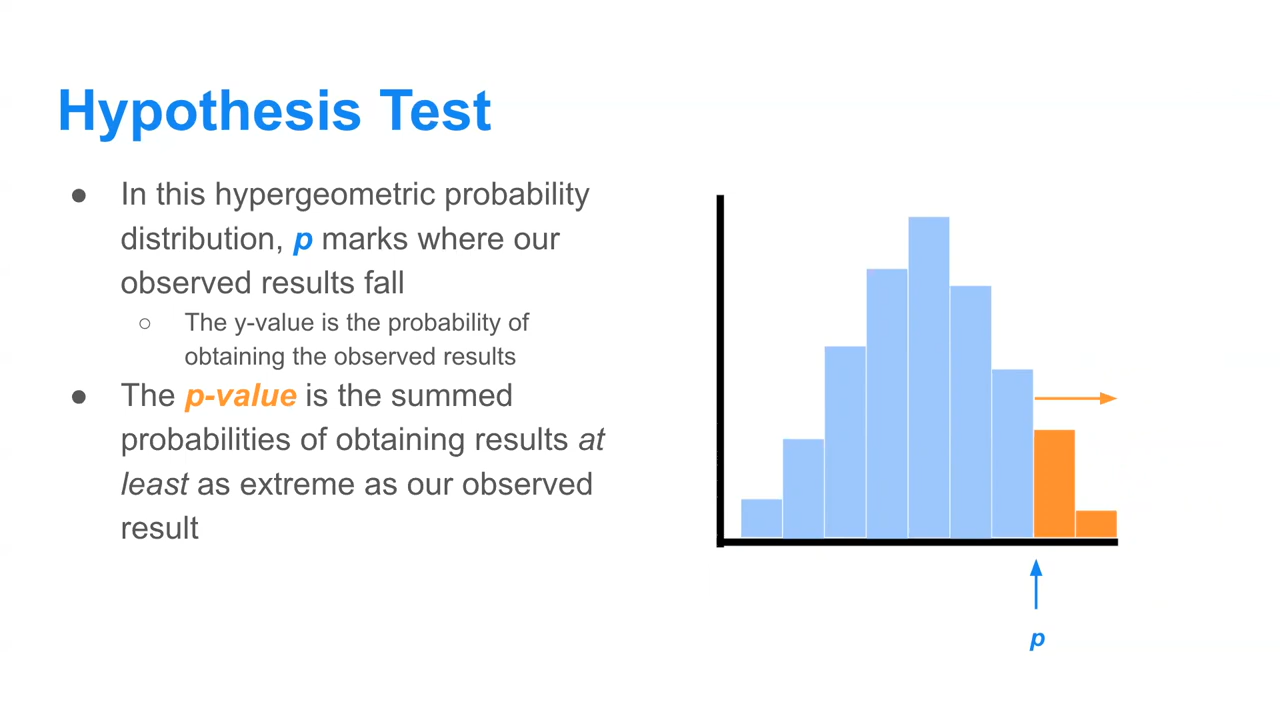 Hypothesis Test
● In this hypergeometric probability
distribution, p marks where our
observed results fall
○ The y-value is the probability of
obtaining the observed results
● The p-value is the summed
probabilities of obtaining results at
least as extreme as our observed
result
p